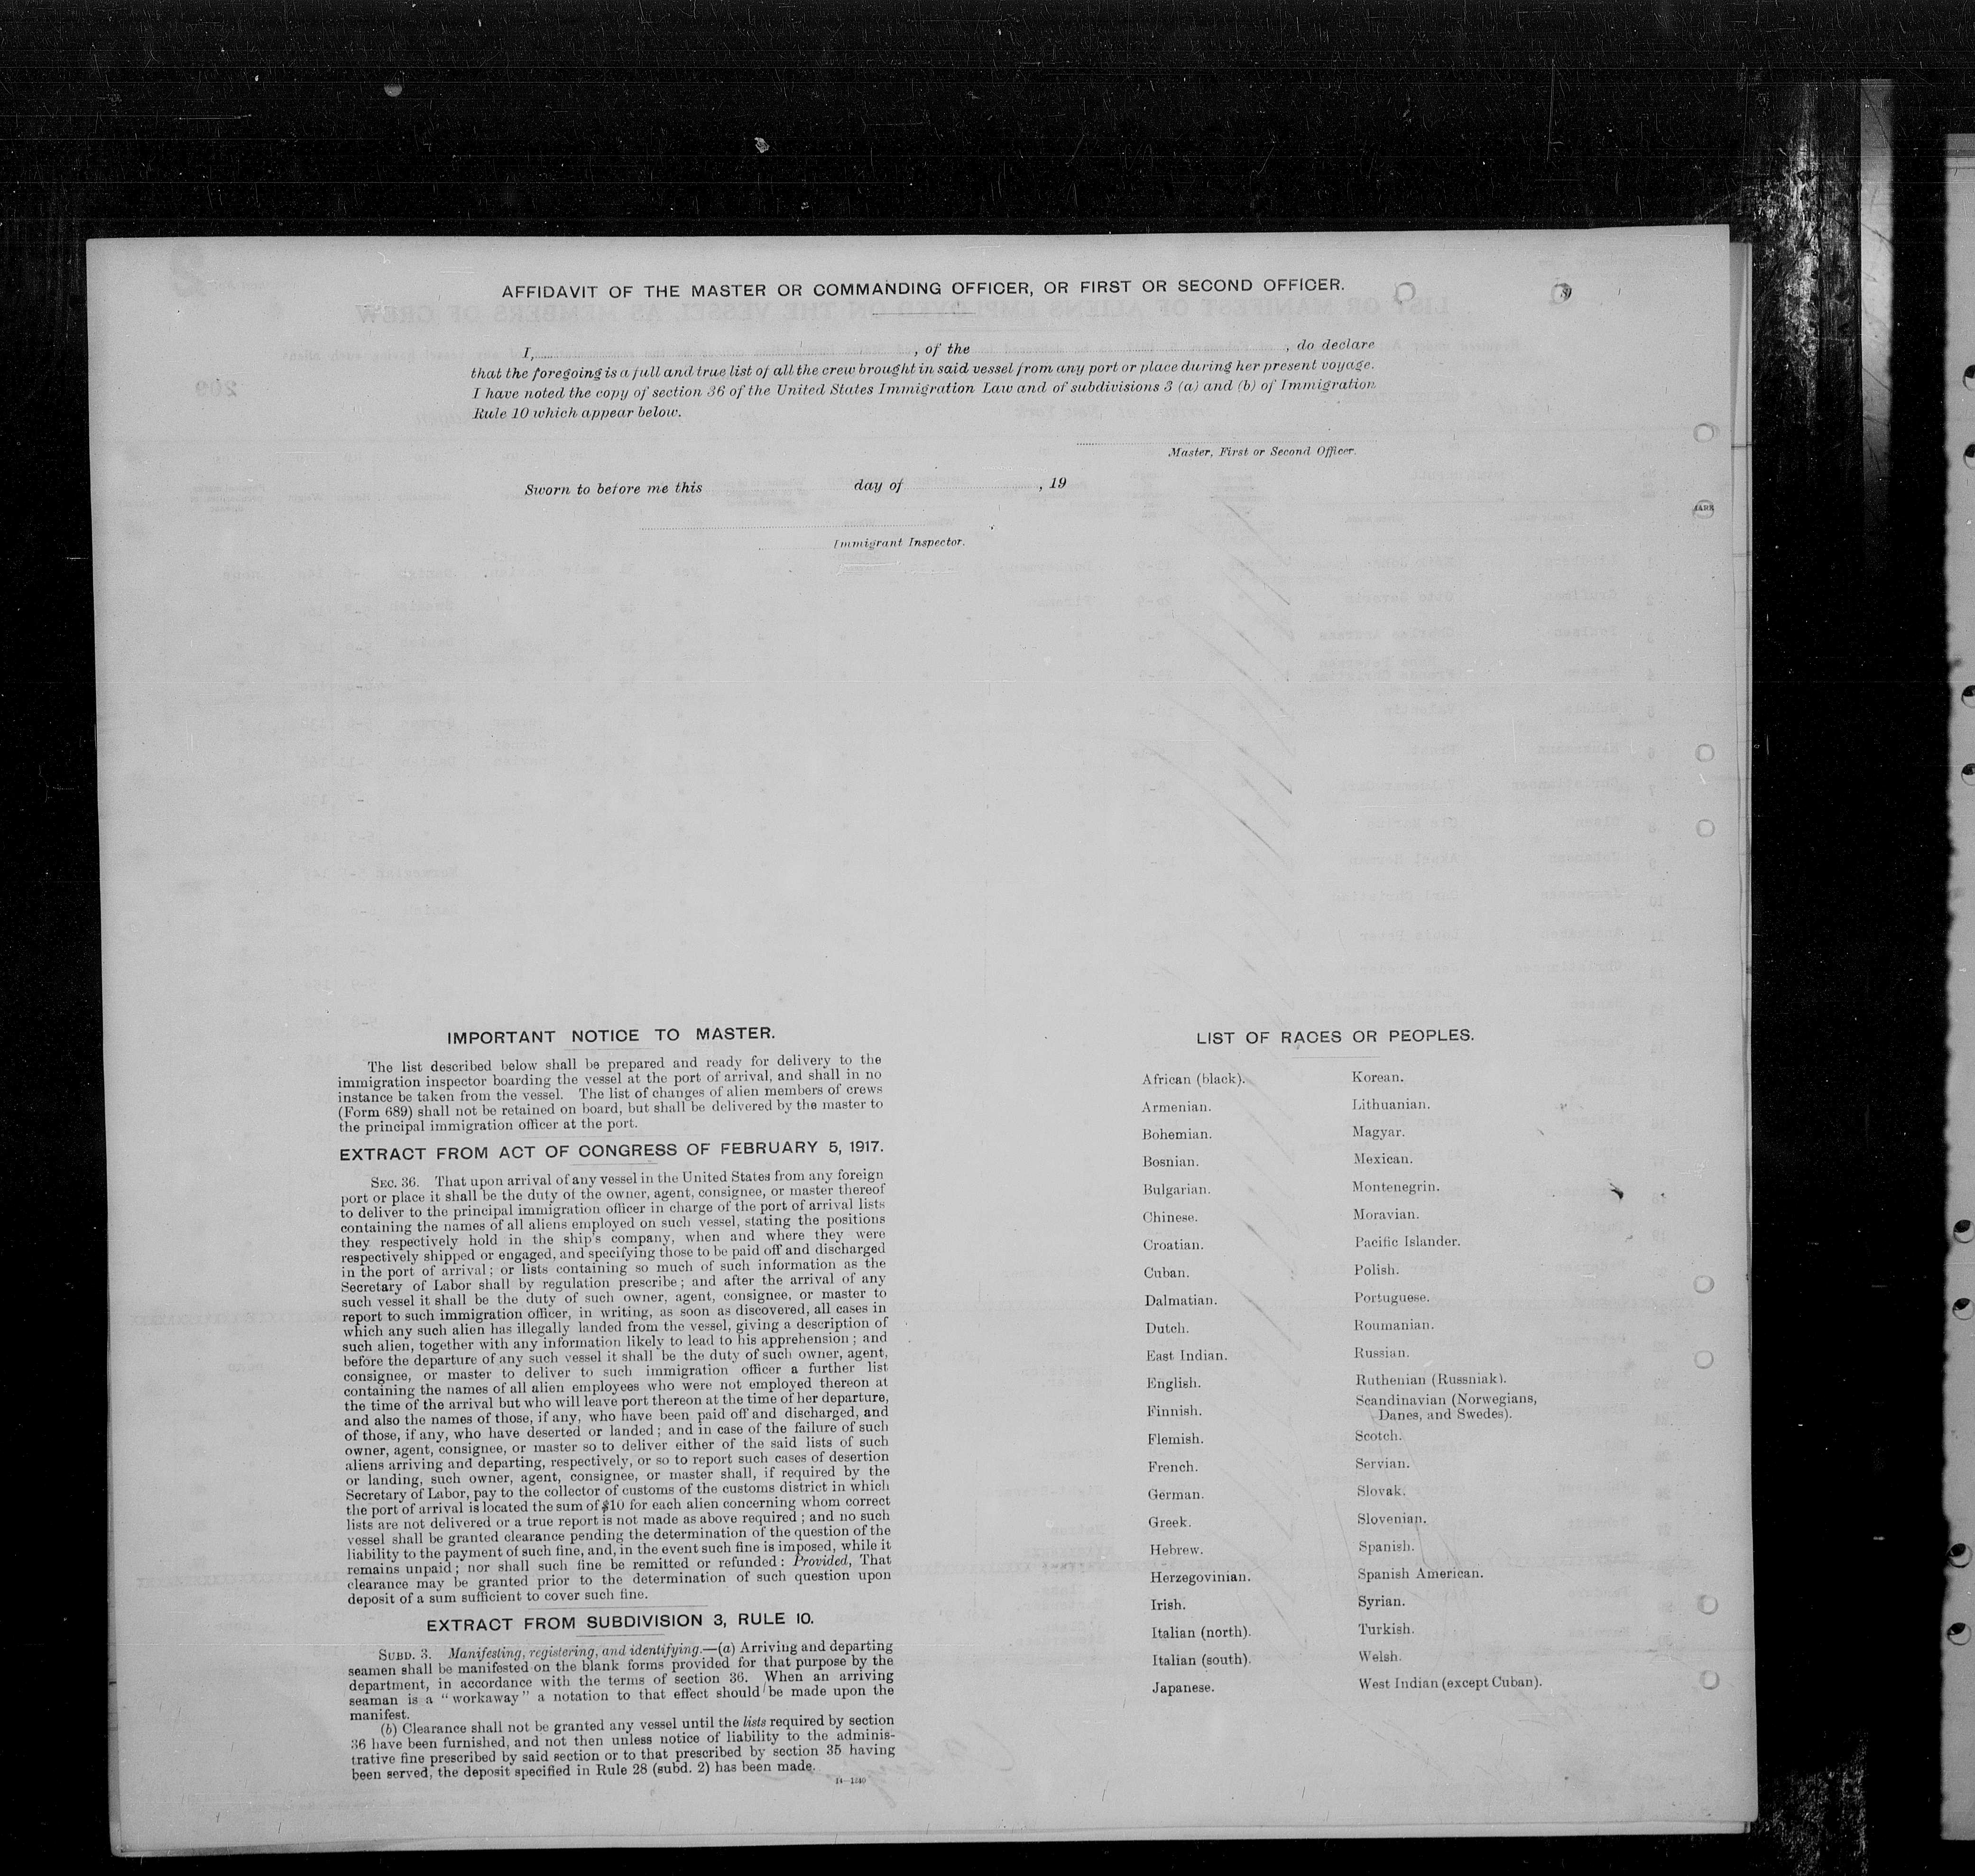 AFFIDAVIT OF THE MASTER OR COMMANDING OFFICER, OR FIRST OR SECOND OFFICER.
I, , of the , do declare
that the foregoing is a full and true list of all the crew brought in said vessel from any port or place during her present voyage.
I have noted the copy of section 36 of the United States Immigration Law and of subdivisions 3 (a) and (b) of Immigration
Rule 10 which appear below.
Master, First or Second Officer.
Sworn to before me this day of , 19
Immigrant Inspector.
IMPORTANT NOTICE TO MASTER.
The list described below shall be prepared and ready for delivery to the
immigration inspector boarding the vessel at the port of arrival, and shall in no
instance be taken from the vessel. The list of changes of alien members of crews
(Form 689) shall not be retained on board, but shall be delivered by the master to
the principal immigration officer at the port.
EXTRACT FROM ACT OF CONGRESS OF FEBRUARY 5, 1917.
SEC. 36. That upon arrival of any vessel in the United States from any foreign
port or place it shall be the duty of the owner, agent, consignee, or master thereof
to deliver to the principal immigration officer in charge of the port of arrival lists
containing the names of all aliens employed on such vessel, stating the positions
they respectively hold in the ship's company, when and where they were
respectively shipped or engaged, and specifying those to be paid off and discharged
in the port of arrival; or lists containing so much of such information as the
Secretary of Labor shall by regulation prescribe; and after the arrival of any
such vessel it shall be the duty of such owner, agent, consignee, or master to
report to such immigration officer, in writing, as soon as discovered, all cases in
which any such alien has illegally landed from the vessel, giving a description of
such alien, together with any information likely to lead to his apprehension; and
before the departure of any such vessel it shall be the duty of such owner, agent,
consignee, or master to deliver to such immigration officer a further list
containing the names of all alien employees who were not employed thereon at
the time of the arrival but who will leave port thereon at the time of her departure,
and also the names of those, if any, who have been paid off and discharged, and
of those, if any, who have deserted or landed; and in case of the failure of such
owner, agent, consignee, or master so to deliver either of the said lists of such
aliens arriving and departing, respectively, or so to report such cases of desertion
or landing, such owner, agent, consignee, or master shall, if required by the
Secretary of Labor, pay to the collector of customs of the customs district in which
the port of arrival is located the sum of $10 for each alien concerning whom correct
lists are not delivered or a true report is not made as above required; and no such
vessel shall be granted clearance pending the determination of the question of the
liability to the payment of such fine, and, in the event such fine is imposed, while it
remains unpaid; nor shall such fine be remitted or refunded: Provided, That
clearance may be granted prior to the determination of such question upon
deposit of a sum sufficient to cover such fine.
EXTRACT FROM SUBDIVISION 3, RULE 10.
SUBD. 3. Manifesting, registering, and identifying.—(a) Arriving and departing
seamen shall be manifested on the blank forms provided for that purpose by the
department, in accordance with the terms of section 36. When an arriving
seaman is a "workaway" a notation to that effect should be made upon the
manifest.
(b) Clearance shall not be granted any vessel until the lists required by section
36 have been furnished, and not then unless notice of liability to the adminis-
trative fine prescribed by said section or to that prescribed by section 35 having
been served, the deposit specified in Rule 28 (subd. 2) has been made.
14—1240
LIST OF RACES OR PEOPLES.
African (black).
Armenian.
Bohemian.
Bosnian.
Bulgarian.
Chinese.
Croatian.
Cuban.
Dalmatian.
Dutch.
East Indian.
English.
Finnish.
Flemish.
French.
German.
Greek.
Hebrew.
Herzegovinian.
Irish.
Italian (north).
Italian (south).
Japanese.
Korean.
Lithuanian.
Magyar.
Mexican.
Montenegrin.
Moravian.
Pacific Islander.
Polish.
Portuguese.
Roumanian.
Russian.
Ruthenian (Russniak).
Scandinavian (Norwegians,
Danes, and Swedes).
Scotch.
Servian.
Slovak.
Slovenian.
Spanish.
Spanish American.
Syrian.
Turkish.
Welsh.
West Indian (except Cuban).